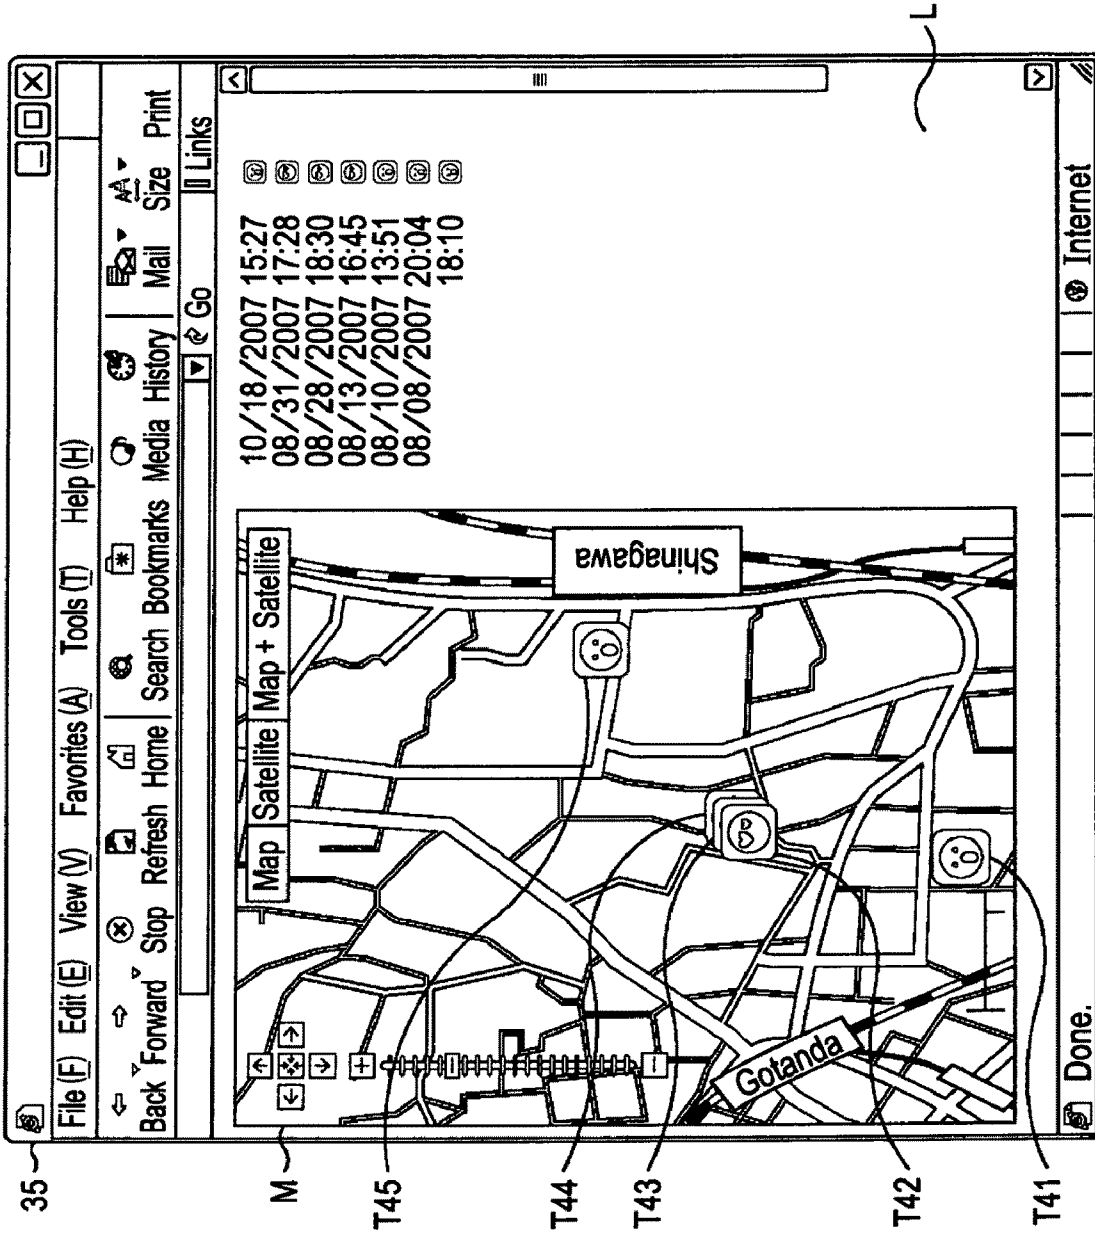 35
File (F) Edit (E) View (V) Favorites (A) Tools (T) Help (H)
Back Forward Stop Refresh Home Search Bookmarks Media History Mail Size Print
Go Links
M
Map Satellite Map + Satellite
Shinagawa
Gotanda
10/18/2007 15:27
08/31/2007 17:28
08/28/2007 18:30
08/13/2007 16:45
08/10/2007 13:51
08/08/2007 20:04
18:10
L
T45
T44
T43
T42
T41
Done. Internet